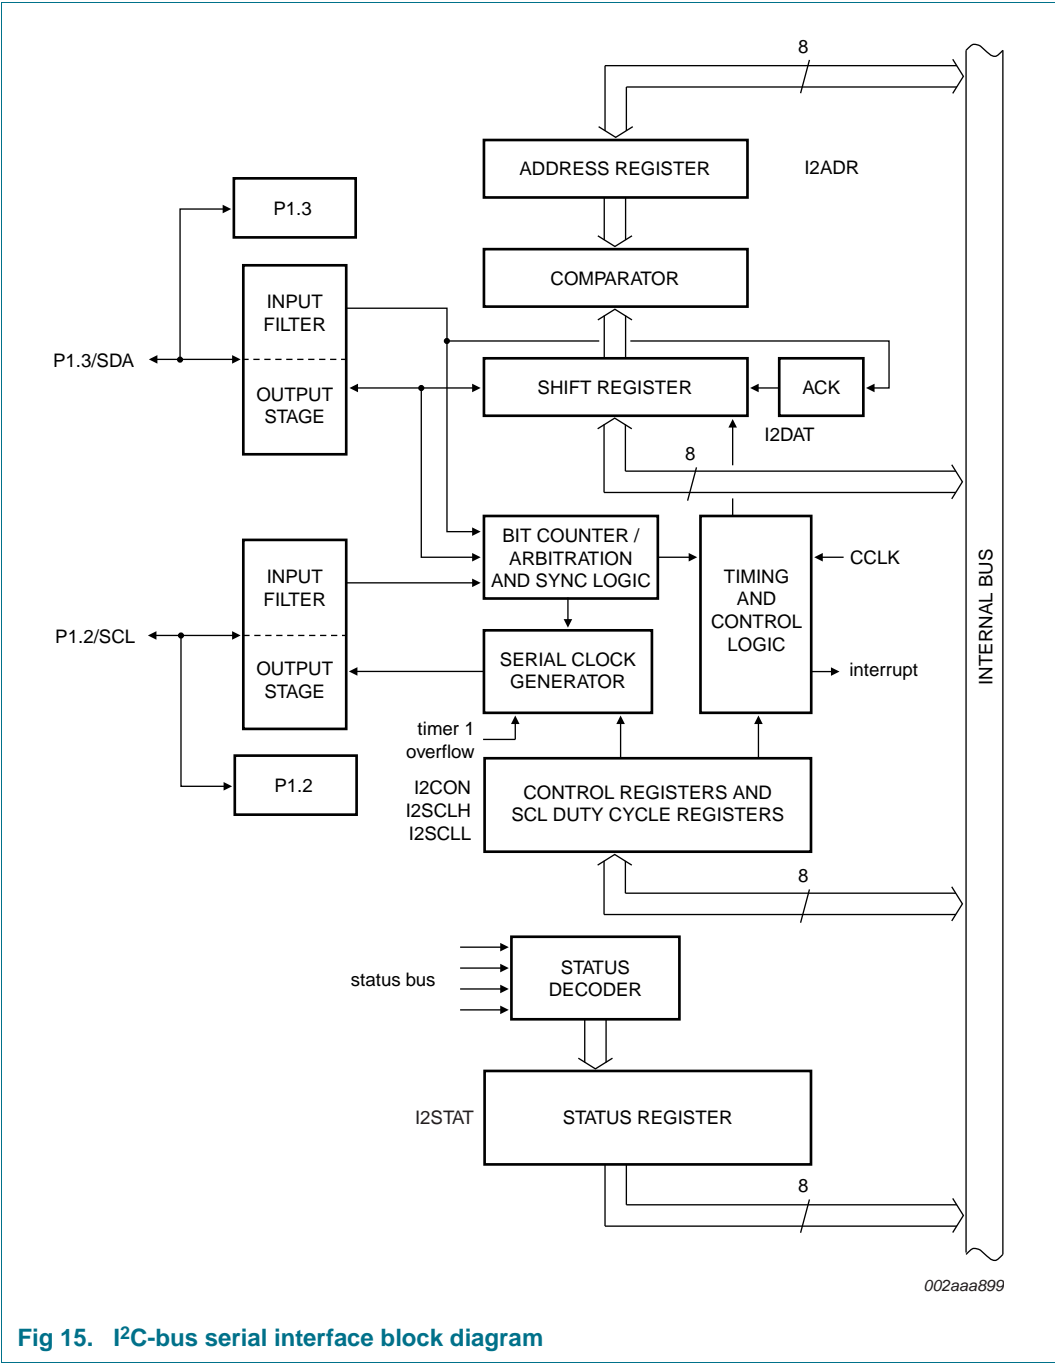 8
ADDRESS REGISTER
I2ADR
P1.3
COMPARATOR
INPUT
FILTER
P1.3/SDA
OUTPUT
STAGE
SHIFT REGISTER
ACK
I2DAT
8
BIT COUNTER /
ARBITRATION
AND SYNC LOGIC
INPUT
FILTER
TIMING
AND
CONTROL
LOGIC
CCLK
INTERNAL BUS
P1.2/SCL
OUTPUT
STAGE
SERIAL CLOCK
GENERATOR
interrupt
timer 1
overflow
P1.2
I2CON
I2SCLH
I2SCLL
CONTROL REGISTERS AND
SCL DUTY CYCLE REGISTERS
8
status bus
STATUS
DECODER
I2STAT
STATUS REGISTER
8
002aaa899
Fig 15. I²C-bus serial interface block diagram